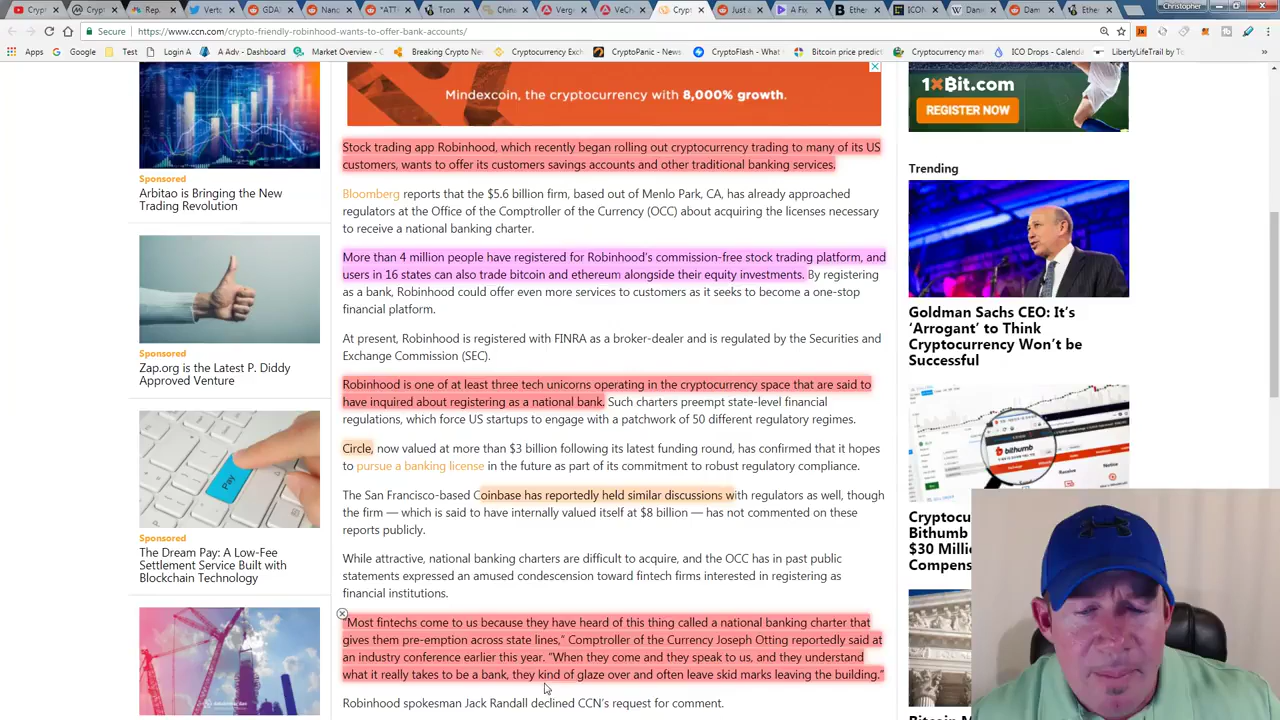 Christopher
Crypto
Comp
Rep.
Verto
GDA
Nano
"ATT
Tron
China
Verg
VeCh
Crypt
Just a
A Fix
B Eth
ICON
Da
Dam
Ethe
Secure
https://www.ccn.com/crypto-friendly-robinhood-wants-to-offer-bank-accounts/
Apps
Google
Test
Login A
A Adv - Dashboard
Market Overview -
Breaking Crypto Nev
Cryptocurrency Exch
CryptoPanic - News
CryptoFlash - What
Bitcoin price predict
Cryptocurrency mark
ICO Drops - Calenda
LibertyLifeTrail by Tc
Mindexcoin, the cryptocurrency with 8,000% growth.
Sponsored
Arbitao is Bringing the New
Trading Revolution
Sponsored
Zap.org is the Latest P. Diddy
Approved Venture
Key
Sponsored
The Dream Pay: A Low-Fee
Settlement Service Built with
Blockchain Technology
Stock trading app Robinhood, which recently began rolling out cryptocurrency trading to many of its US
customers, wants to offer its customers savings accounts and other traditional banking services.
Bloomberg reports that the $5.6 billion firm, based out of Menlo Park, CA, has already approached
regulators at the Office of the Comptroller of the Currency (OCC) about acquiring the licenses necessary
to receive a national banking charter.
More than 4 million people have registered for Robinhood's commission-free stock trading platform, and
users in 16 states can also trade bitcoin and ethereum alongside their equity investments. By registering
as a bank, Robinhood could offer even more services to customers as it seeks to become a one-stop
financial platform.
At present, Robinhood is registered with FINRA as a broker-dealer and is regulated by the Securities and
Exchange Commission (SEC).
Robinhood is one of at least three tech unicorns operating in the cryptocurrency space that are said to
have inquired about registering as a national bank. Such charters preempt state-level financial
regulations, which force US startups to engage with a patchwork of 50 different regulatory regimes.
Circle, now valued at more than $3 billion following its latest funding round, has confirmed that it hopes
to pursue a banking license in the future as part of its commitment to robust regulatory compliance.
The San Francisco-based Coinbase has reportedly held similar discussions with regulators as well, though
the firm — which is said to have internally valued itself at $8 billion — has not commented on these
reports publicly.
While attractive, national banking charters are difficult to acquire, and the OCC has in past public
statements expressed an amused condescension toward fintech firms interested in registering as
financial institutions.
"Most fintechs come to us because they have heard of this thing called a national banking charter that
gives them pre-emption across state lines," Comptroller of the Currency Joseph Otting reportedly said at
an industry conference earlier this year. "When they come and they speak to us, and they understand
what it really takes to be a bank, they kind of glaze over and often leave skid marks leaving the building."
Robinhood spokesman Jack Randall declined CCN's request for comment.
1XBit.com
REGISTER NOW
Trending
Goldman Sachs CEO: It's
'Arrogant' to Think
Cryptocurrency Won't be
Successful
bithumb
Cryptocu
Bithumb
$30 Milli
Compens